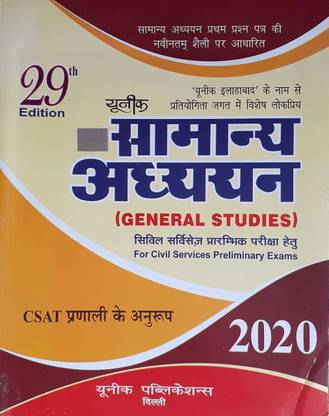 सामान्य अध्ययन प्रथम प्रश्न पत्र की
नवीनतम् शैली पर आधारित
29th
Edition
'यूनीक इलाहाबाद' के नाम से
प्रतियोगिता जगत में विशेष लोकप्रिय
यूनीक
सामान्य
अध्ययन
(GENERAL STUDIES)
सिविल सर्विसेज़ प्रारम्भिक परीक्षा हेतु
For Civil Services Preliminary Exams
CSAT प्रणाली के अनुरूप
2020
यूनीक पब्लिकेशन्स
दिल्ली